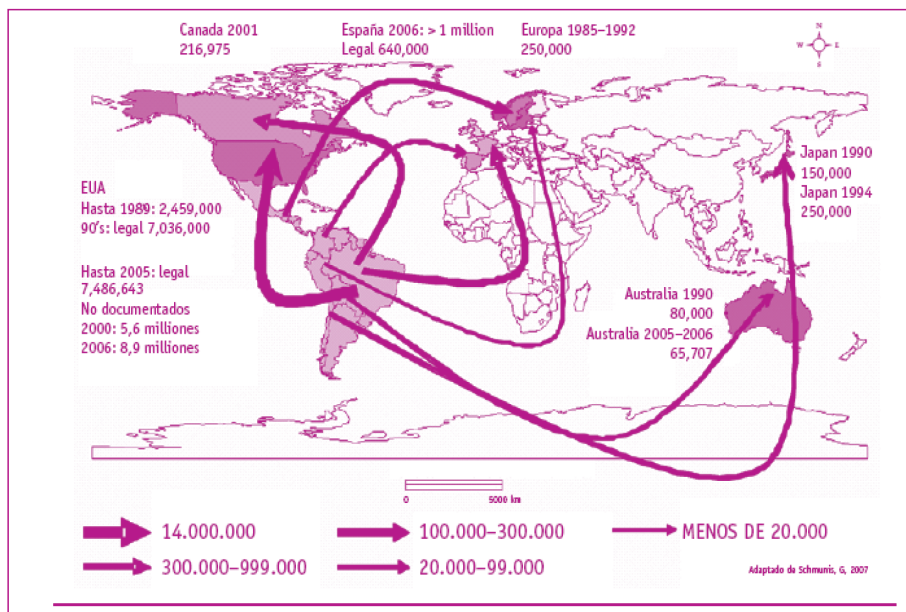 Canada 2001
216,975
España 2006: > 1 million
Legal 640,000
Europa 1985–1992
250,000
N
W
E
S
EUA
Hasta 1989: 2,459,000
90's: legal 7,036,000
Hasta 2005: legal
7,486,643
No documentados
2000: 5,6 milliones
2006: 8,9 milliones
Japan 1990
150,000
Japan 1994
250,000
Australia 1990
80,000
Australia 2005–2006
65,707
0
5000 km
14.000.000
100.000–300.000
MENOS DE 20.000
300.000–999.000
20.000–99.000
Adaptado de Schmunis, G, 2007